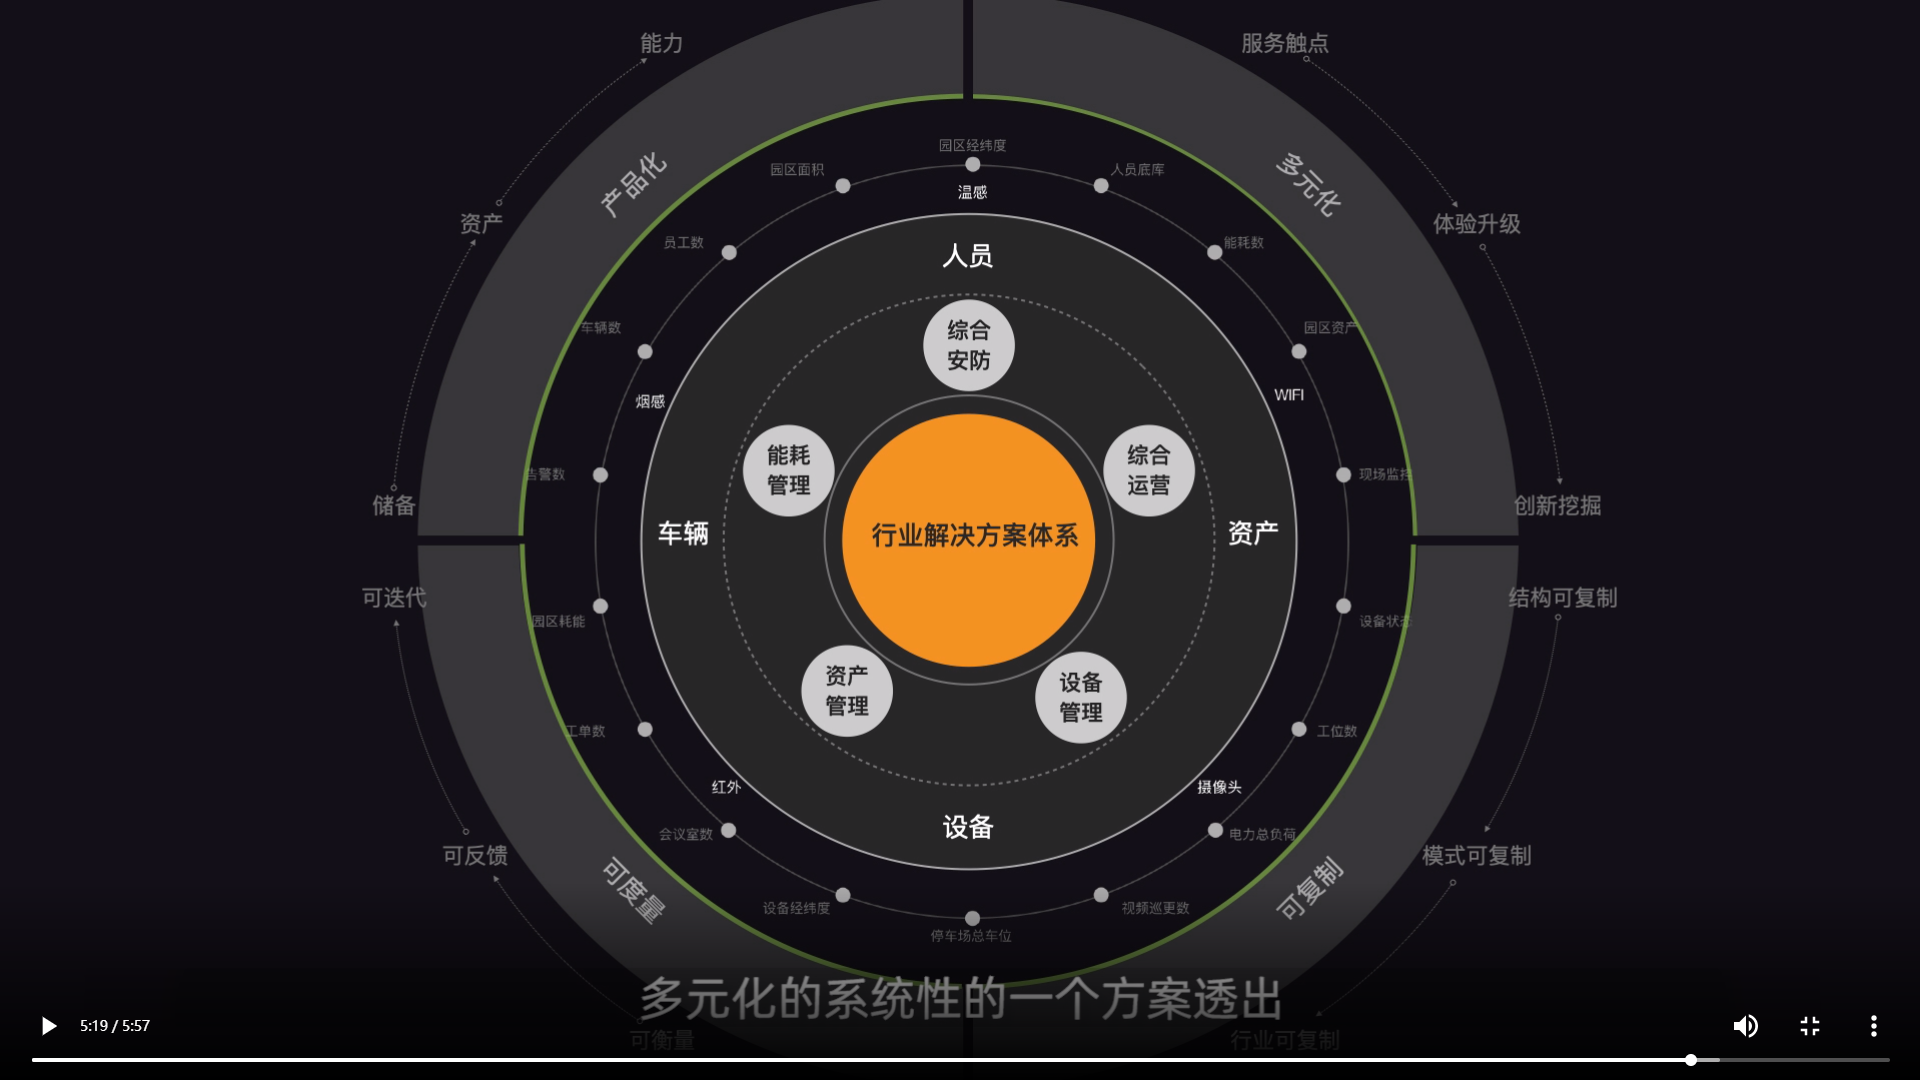 能力
服务触点
园区经纬度
园区面积
人员底库
产品化
多元化
温感
资产
体验升级
员工数
能耗数
人员
车辆数
综合
安防
园区资产
烟感
WIFI
能耗
管理
综合
运营
告警数
现场监控
储备
创新挖掘
车辆
行业解决方案体系
资产
可迭代
结构可复制
园区耗能
设备状态
资产
管理
设备
管理
工单数
工位数
红外
摄像头
会议室数
设备
电力总负荷
可反馈
模式可复制
可度量
可复制
设备经纬度
视频巡更数
停车场总车位
多元化的系统性的一个方案透出
5:19 / 5:57
可衡量
行业可复制